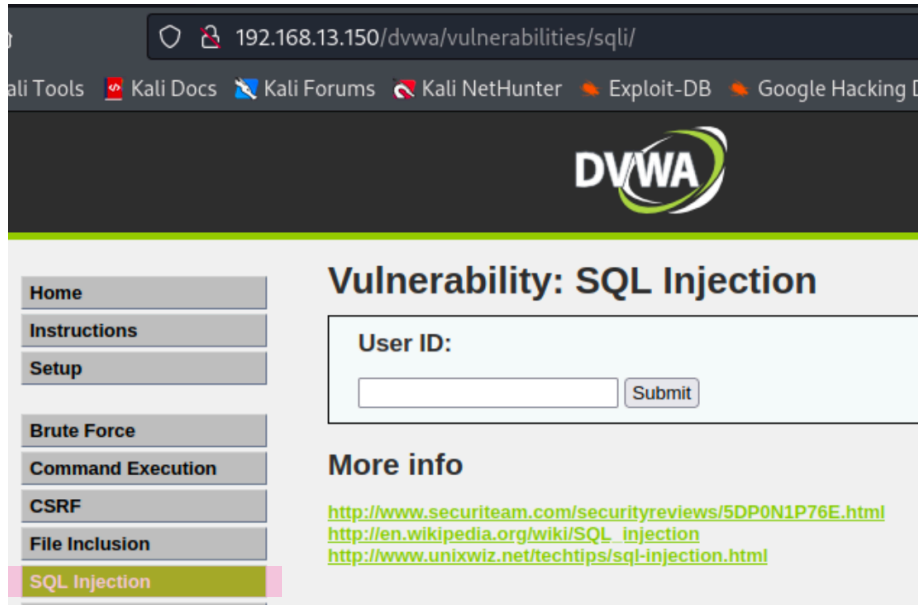 192.168.13.150/dvwa/vulnerabilities/sqli/
ali Tools Kali Docs Kali Forums Kali NetHunter Exploit-DB Google Hacking
DVWA
Home
Instructions
Setup
Brute Force
Command Execution
CSRF
File Inclusion
SQL Injection
Vulnerability: SQL Injection
User ID:
Submit
More info
http://www.securiteam.com/securityreviews/5DP0N1P76E.html
http://en.wikipedia.org/wiki/SQL_injection
http://www.unixwiz.net/techtips/sql-injection.html